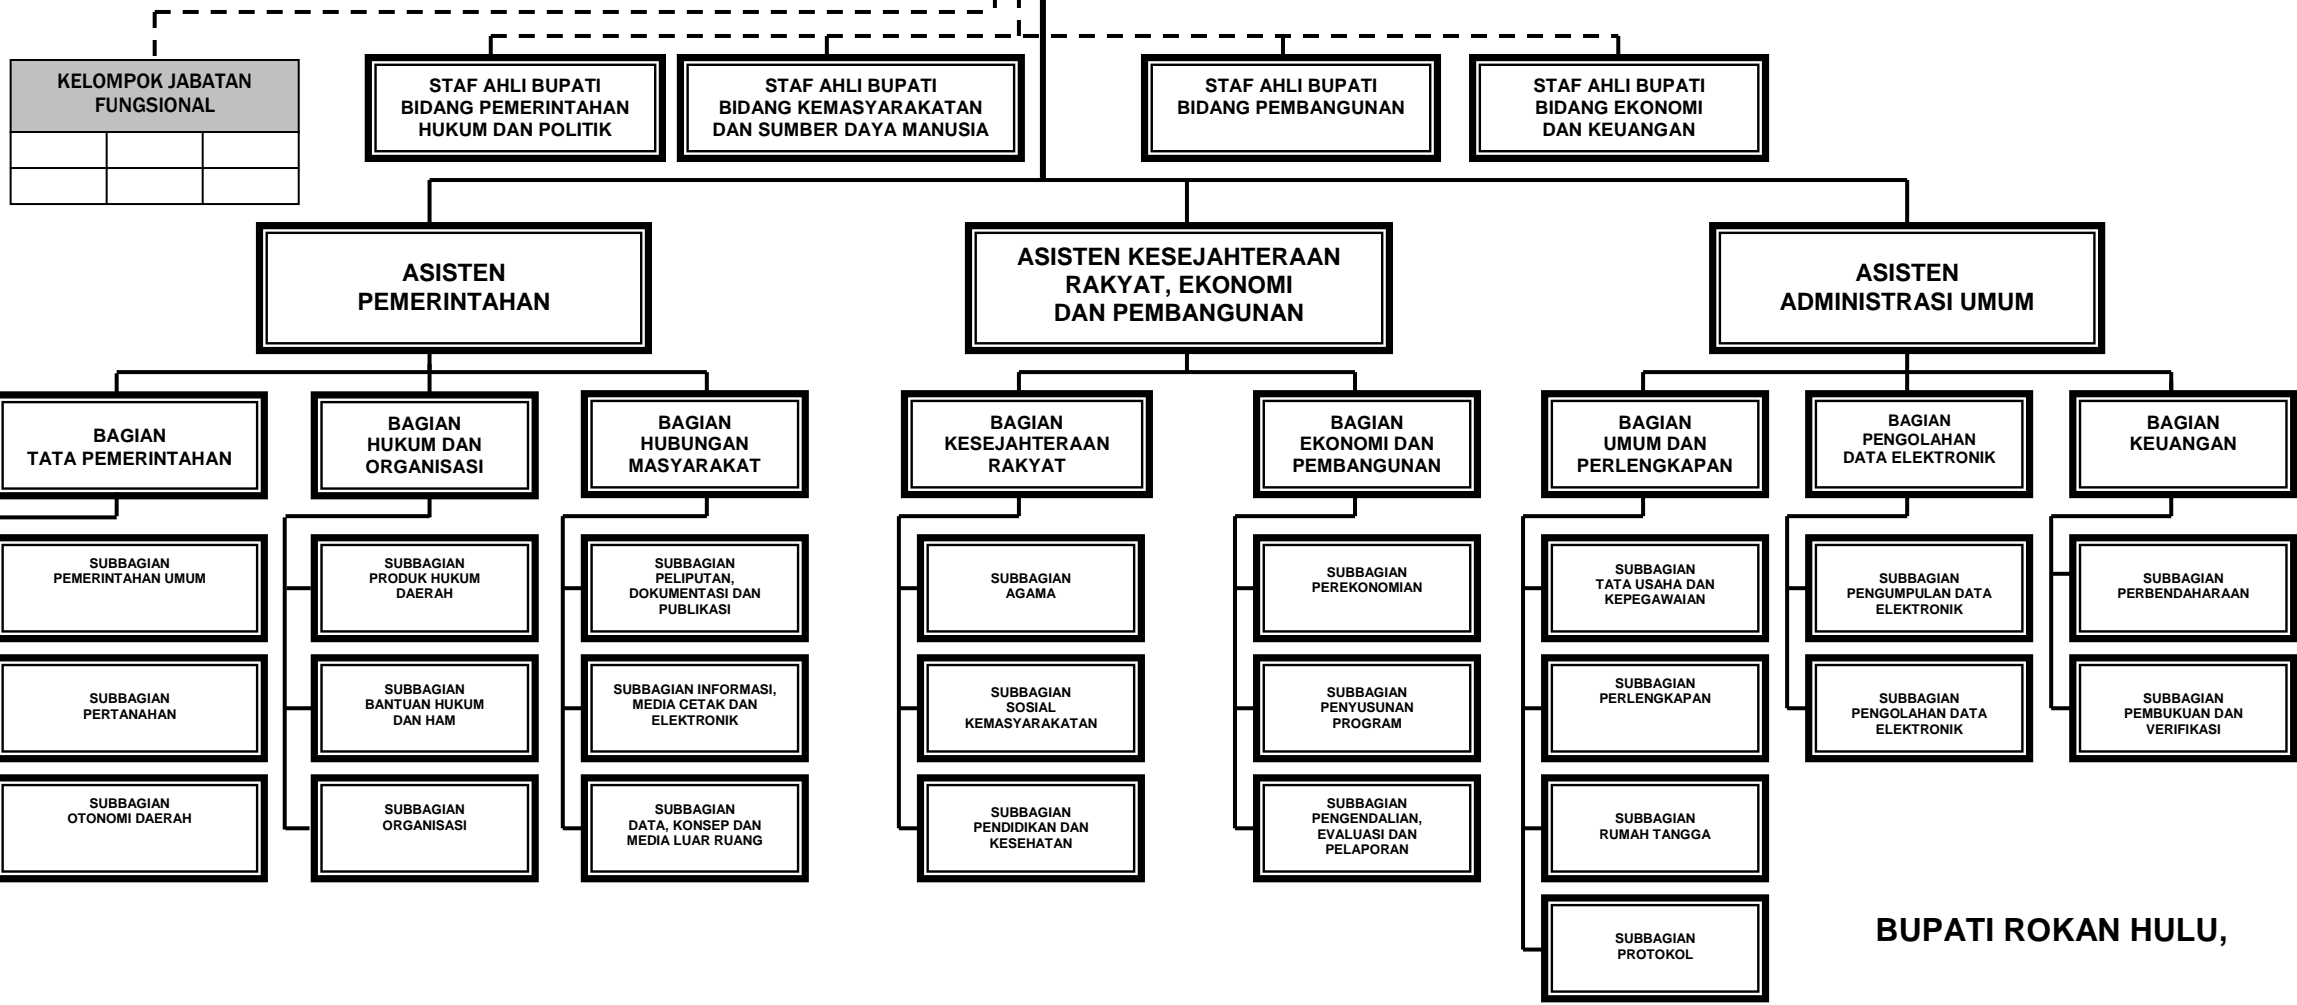 KELOMPOK JABATAN
FUNGSIONAL
STAF AHLI BUPATI
BIDANG PEMERINTAHAN
HUKUM DAN POLITIK
STAF AHLI BUPATI
BIDANG KEMASYARAKATAN
DAN SUMBER DAYA MANUSIA
STAF AHLI BUPATI
BIDANG PEMBANGUNAN
STAF AHLI BUPATI
BIDANG EKONOMI
DAN KEUANGAN
ASISTEN
PEMERINTAHAN
ASISTEN KESEJAHTERAAN
RAKYAT, EKONOMI
DAN PEMBANGUNAN
ASISTEN
ADMINISTRASI UMUM
BAGIAN
TATA PEMERINTAHAN
BAGIAN
HUKUM DAN
ORGANISASI
BAGIAN
HUBUNGAN
MASYARAKAT
BAGIAN
KESEJAHTERAAN
RAKYAT
BAGIAN
EKONOMI DAN
PEMBANGUNAN
BAGIAN
UMUM DAN
PERLENGKAPAN
BAGIAN
PENGOLAHAN
DATA ELEKTRONIK
BAGIAN
KEUANGAN
SUBBAGIAN
PEMERINTAHAN UMUM
SUBBAGIAN
PRODUK HUKUM
DAERAH
SUBBAGIAN
PELIPUTAN,
DOKUMENTASI DAN
PUBLIKASI
SUBBAGIAN
AGAMA
SUBBAGIAN
PEREKONOMIAN
SUBBAGIAN
TATA USAHA DAN
KEPEGAWAIAN
SUBBAGIAN
PENGUMPULAN DATA
ELEKTRONIK
SUBBAGIAN
PERBENDAHARAAN
SUBBAGIAN
PERTANAHAN
SUBBAGIAN
BANTUAN HUKUM
DAN HAM
SUBBAGIAN INFORMASI,
MEDIA CETAK DAN
ELEKTRONIK
SUBBAGIAN
SOSIAL
KEMASYARAKATAN
SUBBAGIAN
PENYUSUNAN
PROGRAM
SUBBAGIAN
PERLENGKAPAN
SUBBAGIAN
PENGOLAHAN DATA
ELEKTRONIK
SUBBAGIAN
PEMBUKUAN DAN
VERIFIKASI
SUBBAGIAN
OTONOMI DAERAH
SUBBAGIAN
ORGANISASI
SUBBAGIAN
DATA, KONSEP DAN
MEDIA LUAR RUANG
SUBBAGIAN
PENDIDIKAN DAN
KESEHATAN
SUBBAGIAN
PENGENDALIAN,
EVALUASI DAN
PELAPORAN
SUBBAGIAN
RUMAH TANGGA
SUBBAGIAN
PROTOKOL
BUPATI ROKAN HULU,